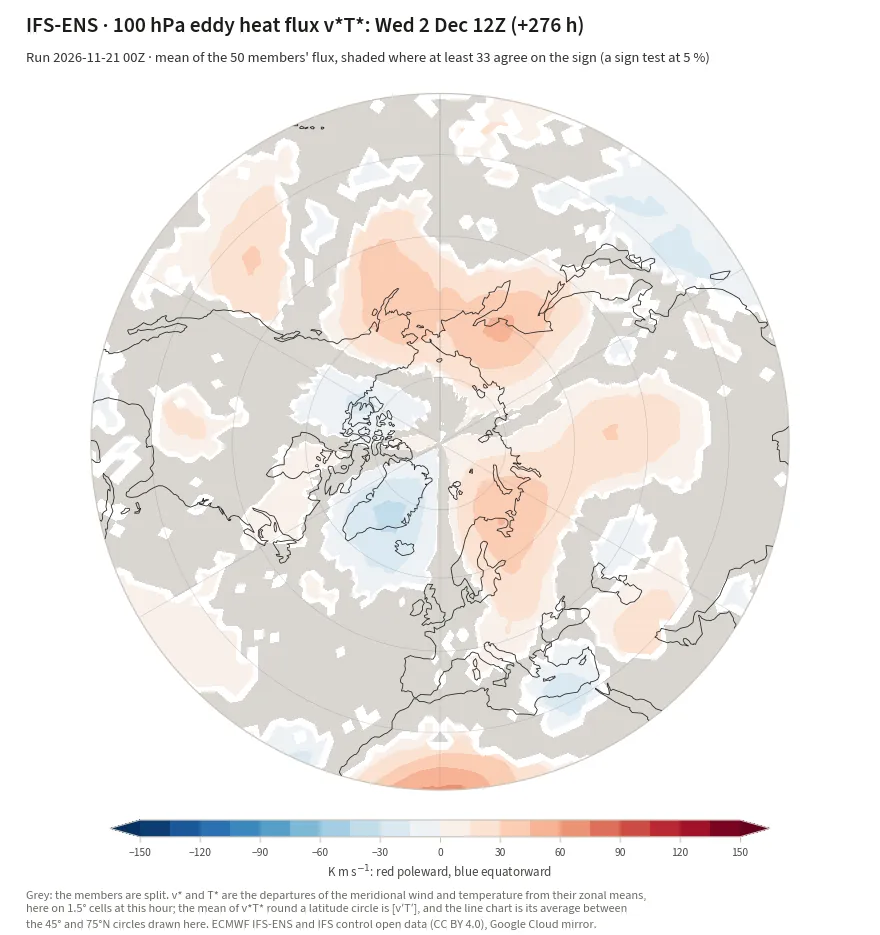 IFS-ENS · 100 hPa eddy heat flux v*T*: Wed 2 Dec 12Z (+276 h)
Run 2026-11-21 00Z · mean of the 50 members' flux, shaded where at least 33 agree on the sign (a sign test at 5 %)
−150 −120 −90 −60 −30 0 30 60 90 120 150
K m s⁻¹: red poleward, blue equatorward
Grey: the members are split. v* and T* are the departures of the meridional wind and temperature from their zonal means,
here on 1.5° cells at this hour; the mean of v*T* round a latitude circle is [v'T'], and the line chart is its average between
the 45° and 75°N circles drawn here. ECMWF IFS-ENS and IFS control open data (CC BY 4.0), Google Cloud mirror.